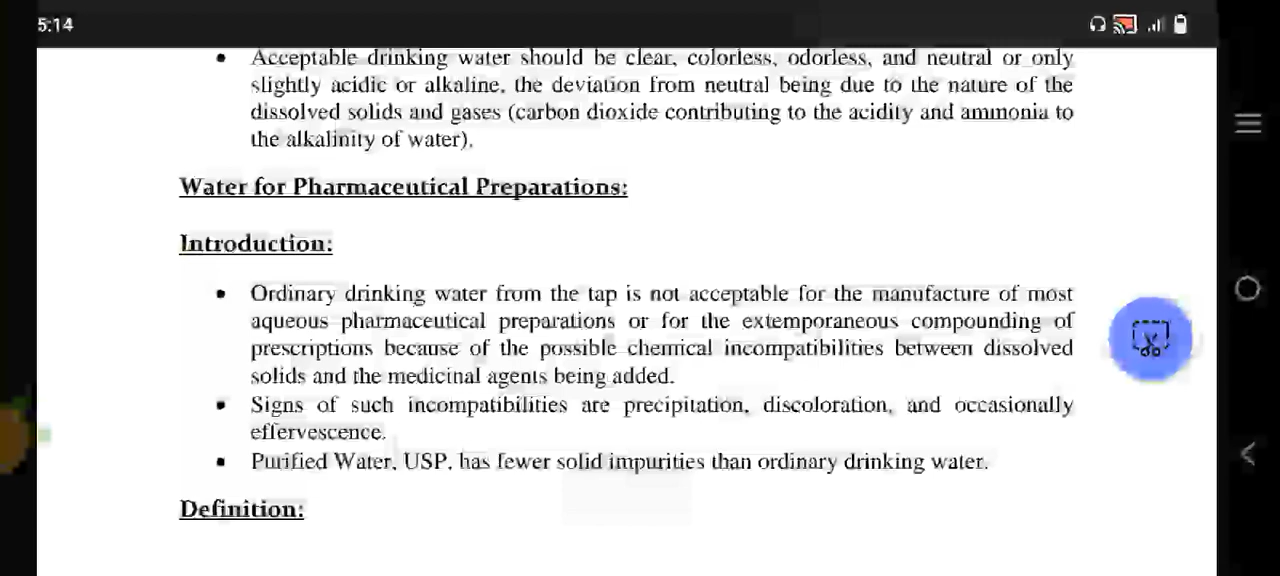 5:14
• Acceptable drinking water should be clear, colorless, odorless, and neutral or only
slightly acidic or alkaline, the deviation from neutral being due to the nature of the
dissolved solids and gases (carbon dioxide contributing to the acidity and ammonia to
the alkalinity of water).
Water for Pharmaceutical Preparations:
Introduction:
• Ordinary drinking water from the tap is not acceptable for the manufacture of most
aqueous pharmaceutical preparations or for the extemporaneous compounding of
prescriptions because of the possible chemical incompatibilities between dissolved
solids and the medicinal agents being added.
• Signs of such incompatibilities are precipitation, discoloration, and occasionally
effervescence.
• Purified Water, USP, has fewer solid impurities than ordinary drinking water.
Definition: